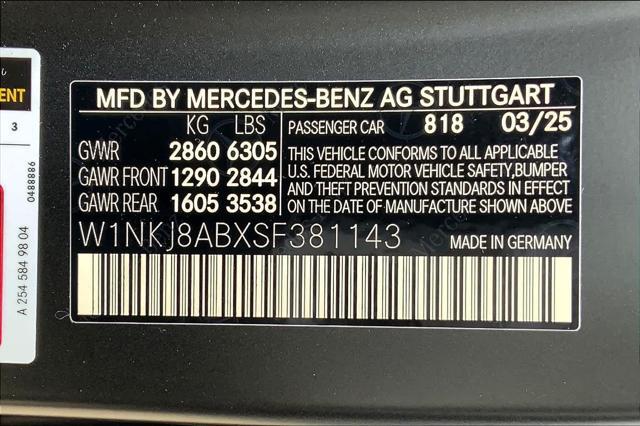 MFD BY MERCEDES-BENZ AG STUTTGART
KG LBS
GVWR 2860 6305
GAWR FRONT 1290 2844
GAWR REAR 1605 3538
PASSENGER CAR 818 03/25
THIS VEHICLE CONFORMS TO ALL APPLICABLE
U.S. FEDERAL MOTOR VEHICLE SAFETY,BUMPER
AND THEFT PREVENTION STANDARDS IN EFFECT
ON THE DATE OF MANUFACTURE SHOWN ABOVE.
W1NKJ8ABXSF381143 MADE IN GERMANY
3
0488886
A 254 584 98 04